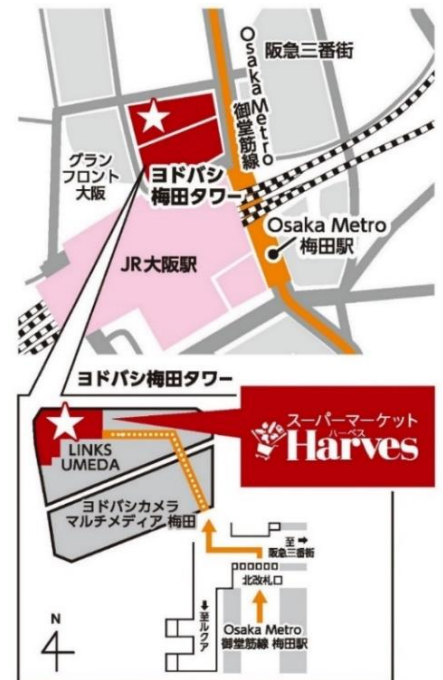 Osaka Metro
御堂筋線
阪急三番街
グラン
フロント
大阪
ヨドバシ
梅田タワー
Osaka Metro
梅田駅
JR大阪駅
ヨドバシ梅田タワー
スーパーマーケット
ハーベス
Harves
LINKS
UMEDA
ヨドバシカメラ
マルチメディア 梅田
至➡
阪急三番街
北改札口
⬅至ルクア
Osaka Metro
御堂筋線 梅田駅
N